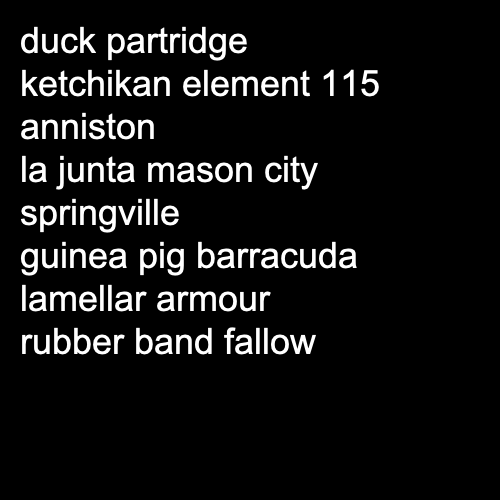 duck partridge
ketchikan element 115
anniston
la junta mason city
springville
guinea pig barracuda
lamellar armour
rubber band fallow